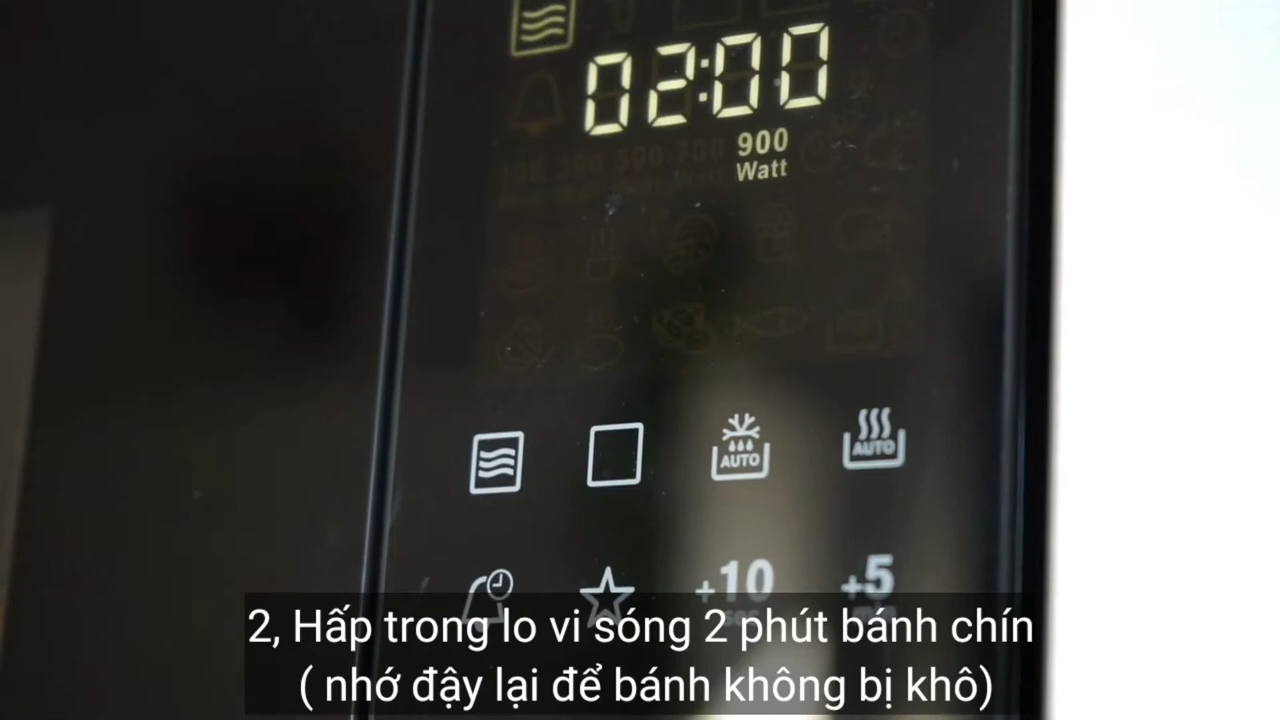 02:00
900
Watt
AUTO
AUTO
+10
+5
2, Hấp trong lo vi sóng 2 phút bánh chín
( nhớ đậy lại để bánh không bị khô)